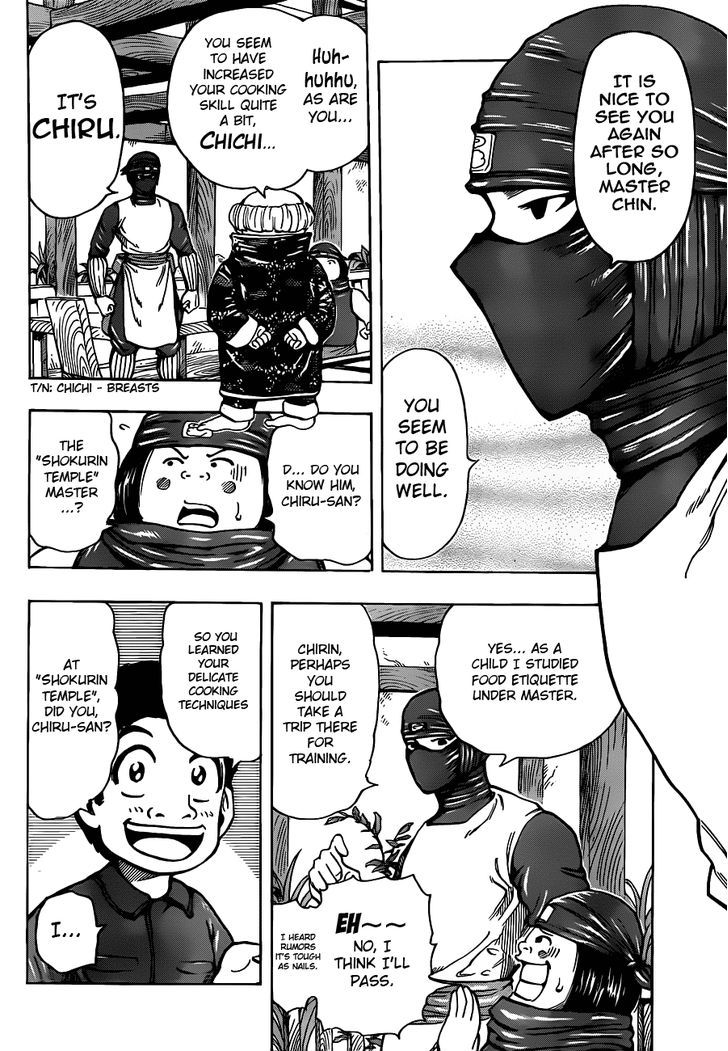 IT IS
NICE TO
SEE YOU
AGAIN
AFTER SO
LONG,
MASTER
CHIN.
YOU
SEEM
TO BE
DOING
WELL.
HUH-
HUHHU,
AS ARE
YOU...
YOU SEEM
TO HAVE
INCREASED
YOUR COOKING
SKILL QUITE
A BIT,
CHICHI...
IT'S
CHIRU.
T/N: CHICHI - BREASTS
D... DO YOU
KNOW HIM,
CHIRU-SAN?
THE
"SHOKURIN
TEMPLE"
MASTER
...?
YES... AS A
CHILD I STUDIED
FOOD ETIQUETTE
UNDER MASTER.
CHIRIN,
PERHAPS
YOU
SHOULD
TAKE A
TRIP THERE
FOR
TRAINING.
EH~~
NO, I
THINK I'LL
PASS.
I HEARD
RUMORS
IT'S TOUGH
AS NAILS.
SO YOU
LEARNED
YOUR
DELICATE
COOKING
TECHNIQUES
AT
"SHOKURIN
TEMPLE",
DID YOU,
CHIRU-SAN?
I...